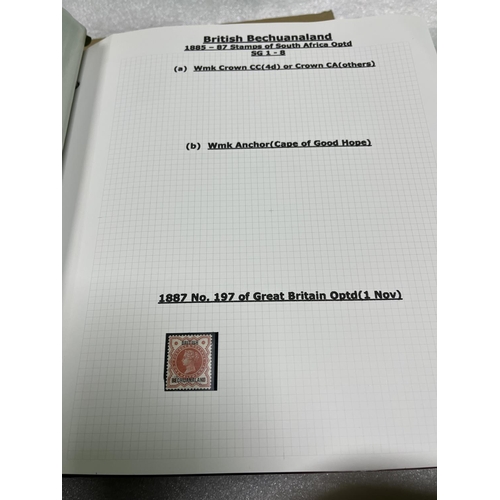 British Bechuanaland
1885 – 87 Stamps of South Africa Optd
SG 1 - 8
(a) Wmk Crown CC(4d) or Crown CA(others)
(b) Wmk Anchor(Cape of Good Hope)
1887 No. 197 of Great Britain Optd(1 Nov)
BECHUANALAND